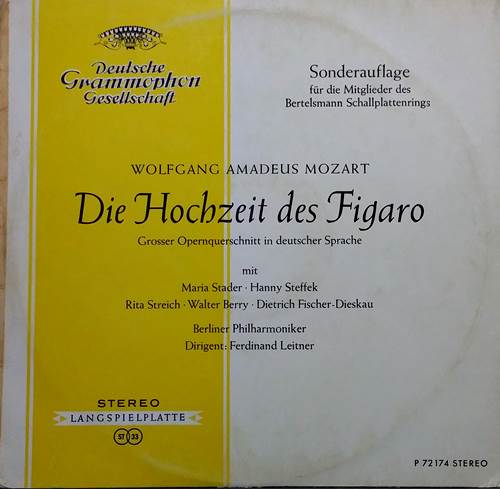 Deutsche
Grammophon
Gesellschaft
Sonderauflage
für die Mitglieder des
Bertelsmann Schallplattenrings
WOLFGANG AMADEUS MOZART
Die Hochzeit des Figaro
Grosser Opernquerschnitt in deutscher Sprache
mit
Maria Stader · Hanny Steffek
Rita Streich · Walter Berry · Dietrich Fischer-Dieskau
Berliner Philharmoniker
Dirigent: Ferdinand Leitner
STEREO
LANGSPIELPLATTE
ST 33
P 72174 STEREO